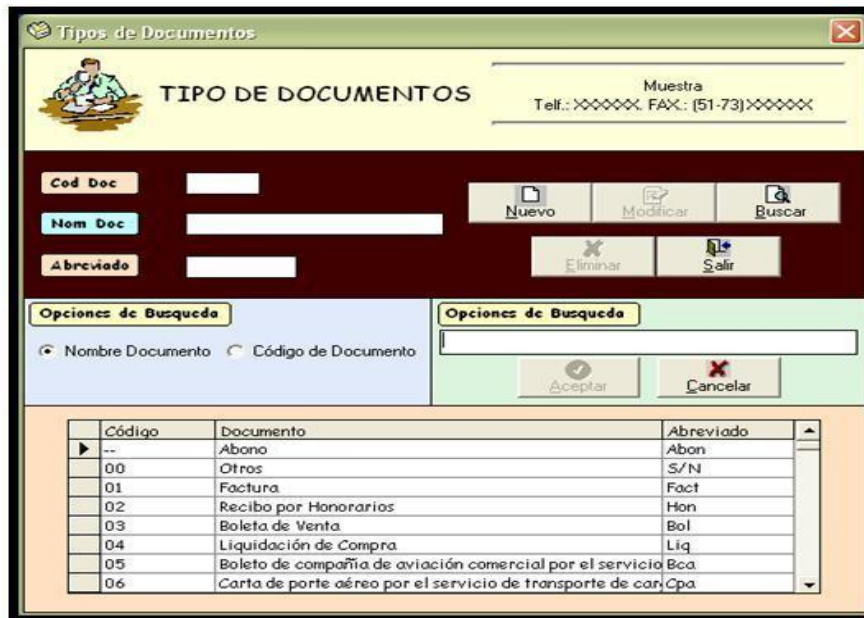 Tipos de Documentos
TIPO DE DOCUMENTOS
Muestra
Telf.: XXXXXX. FAX.: (51-73)XXXXXX
Cod Doc
Nom Doc
Abreviado
Nuevo
Modificar
Buscar
Eliminar
Salir
Opciones de Busqueda
Nombre Documento
Código de Documento
Opciones de Busqueda
Aceptar
Cancelar
Código Documento Abreviado
-- Abono Abon
00 Otros S/N
01 Factura Fact
02 Recibo por Honorarios Hon
03 Boleta de Venta Bol
04 Liquidación de Compra Liq
05 Boleto de compañía de aviación comercial por el servicio Bca
06 Carta de porte aéreo por el servicio de transporte de car Cpa